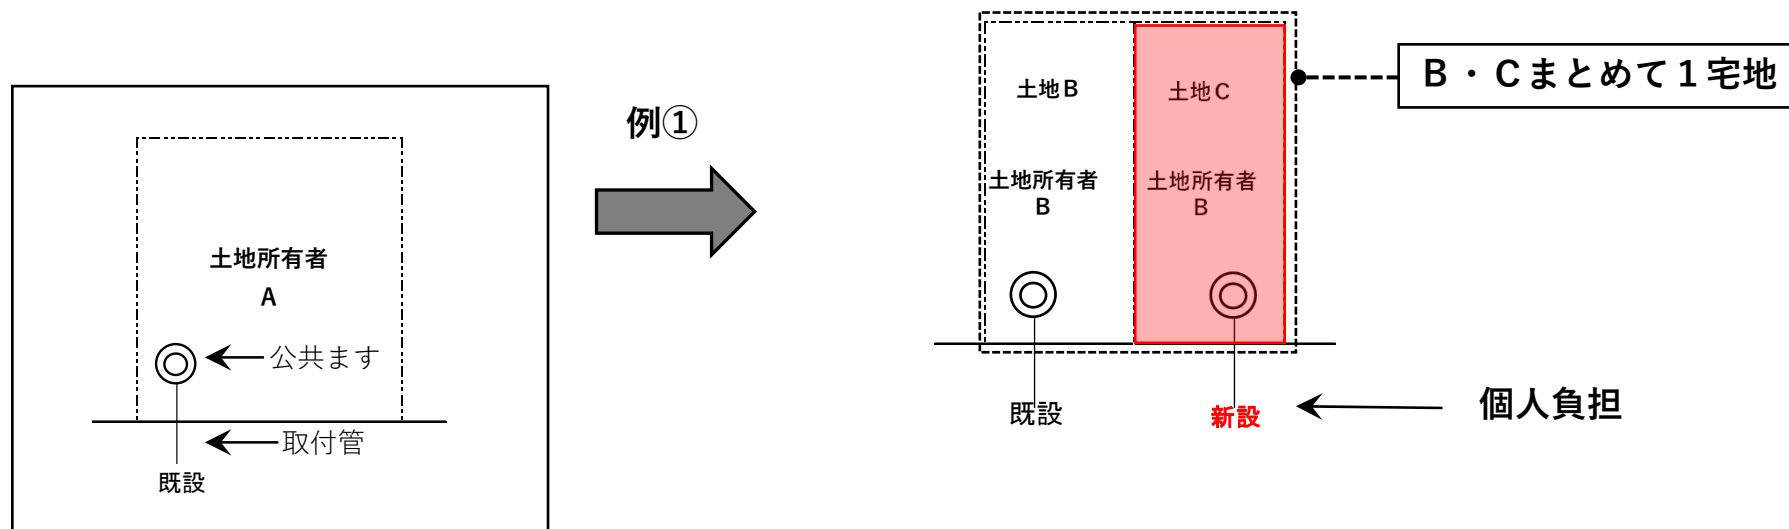 土地所有者
A
公共ます
取付管
既設
例①
土地B
土地所有者
B
既設
土地C
土地所有者
B
新設
B・Cまとめて1宅地
個人負担